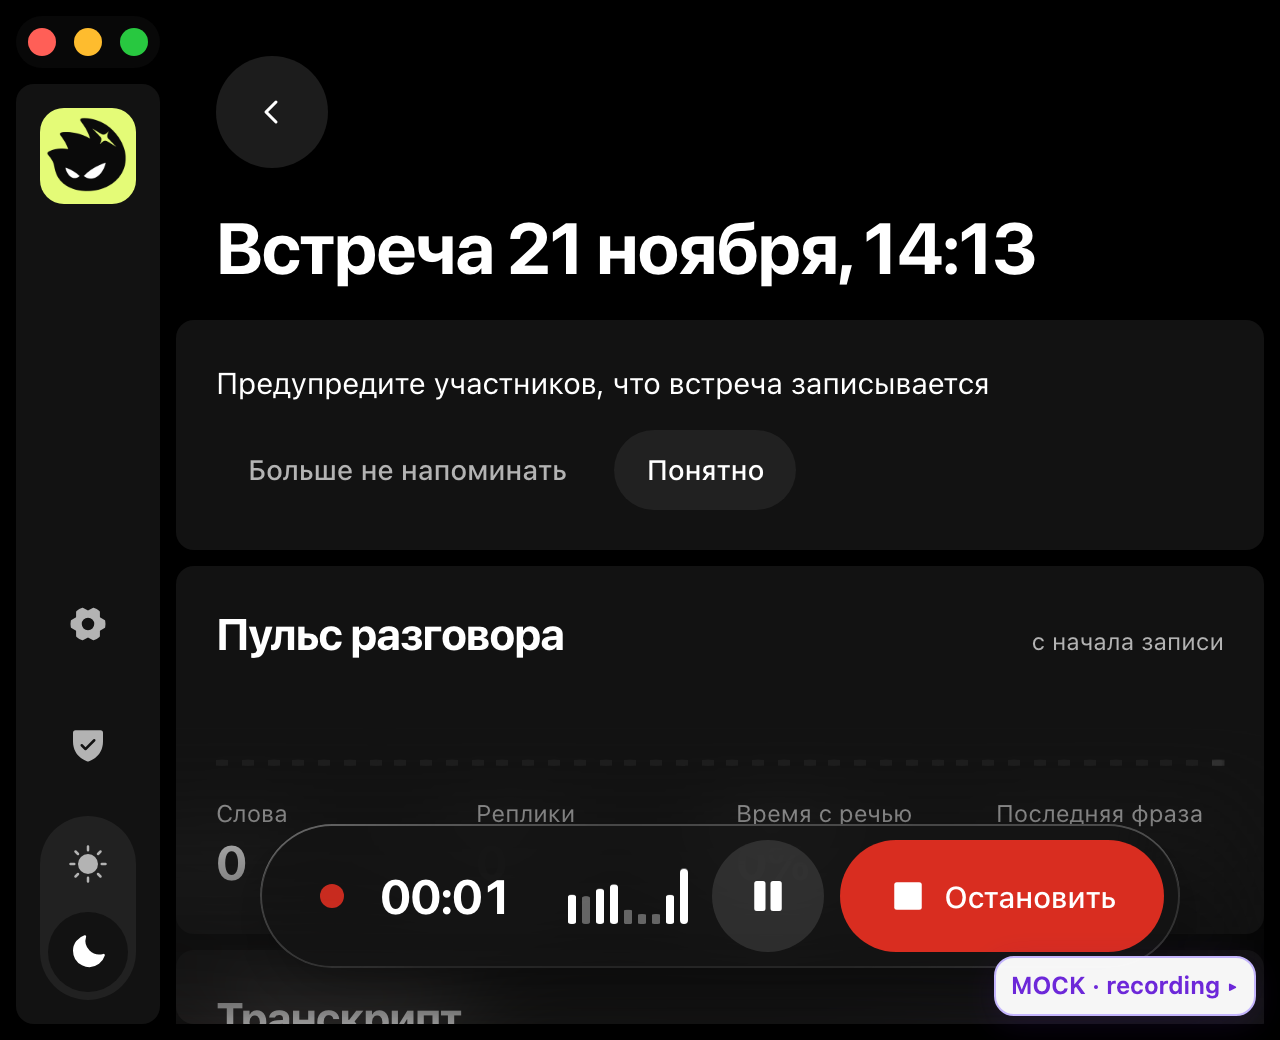 Встреча 21 ноября, 14:13
Предупредите участников, что встреча записывается
Больше не напоминать
Понятно
Пульс разговора
с начала записи
Слова
Реплики
Время с речью
Последняя фраза
0
00:01
Остановить
MOCK · recording ▸
Транскрипт